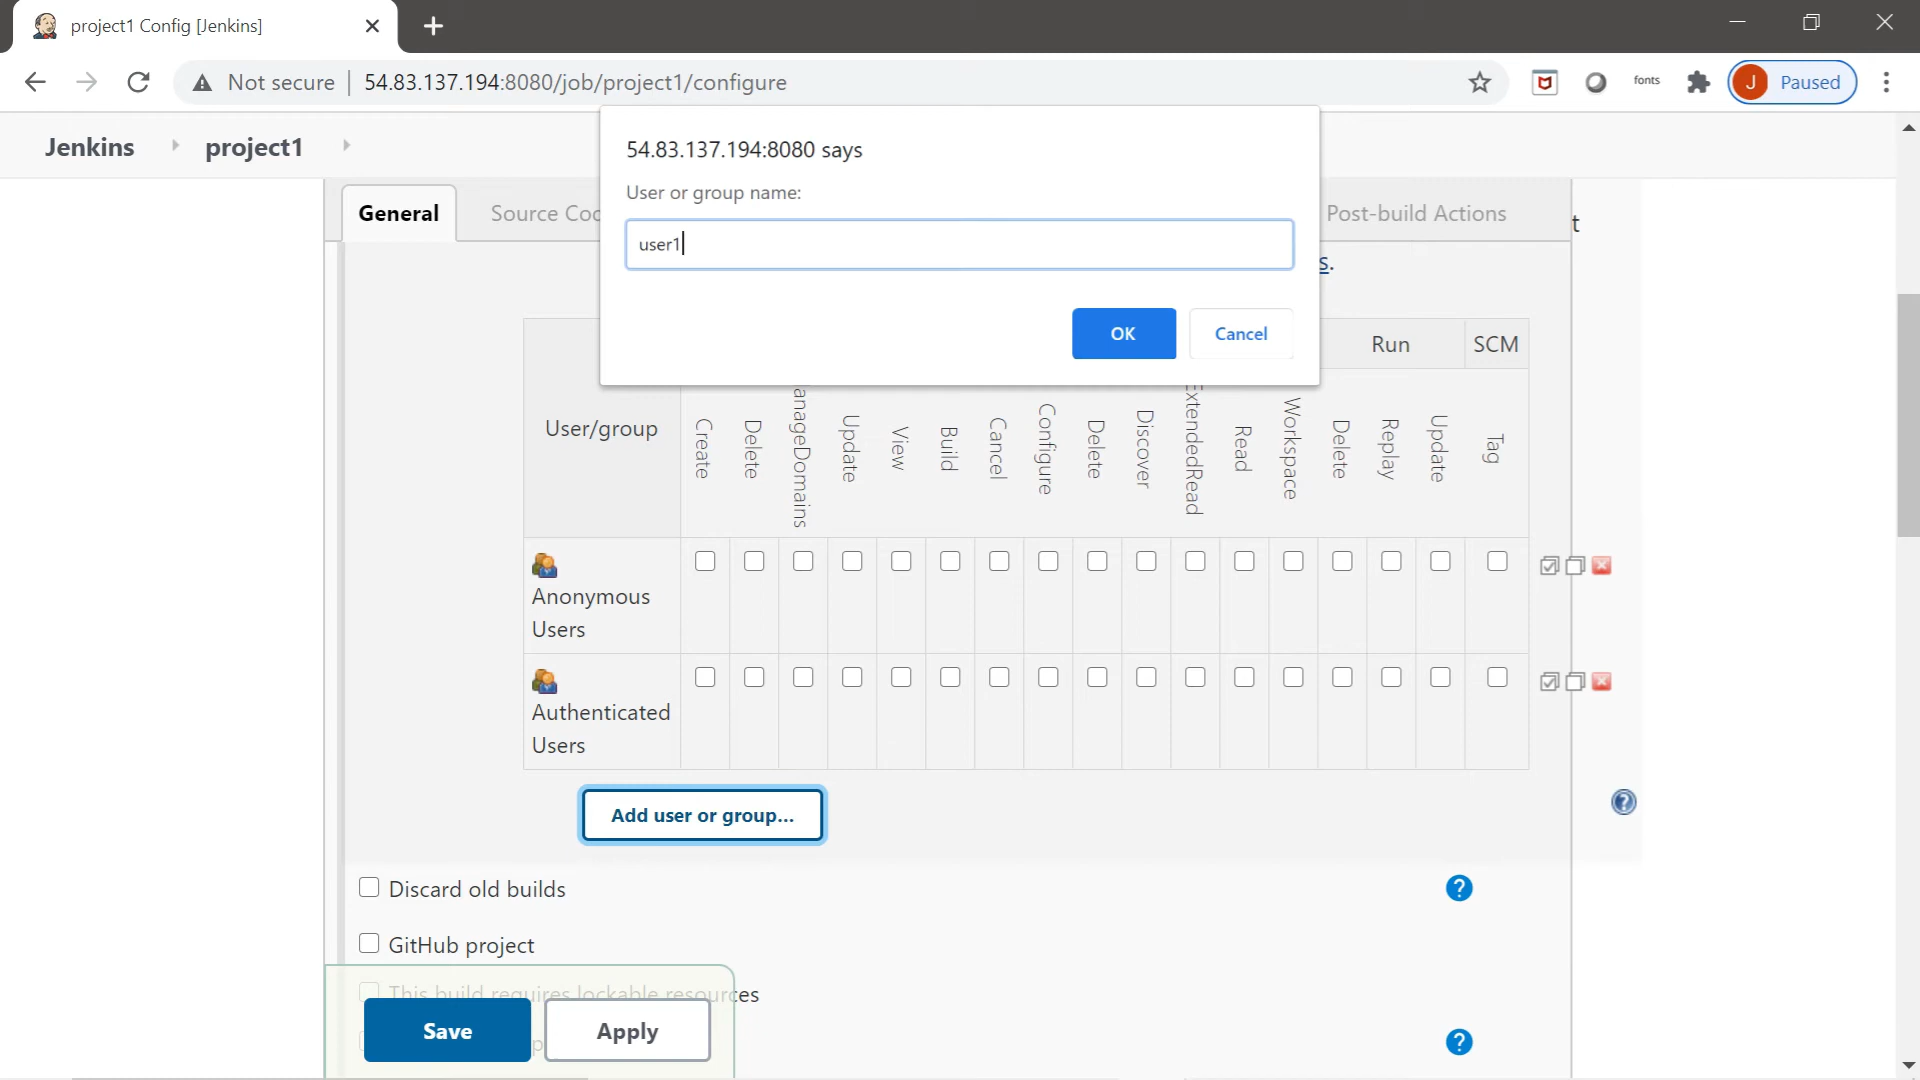 project1 Config [Jenkins]
Not secure
54.83.137.194:8080/job/project1/configure
fonts
J
Paused
Jenkins
project1
54.83.137.194:8080 says
User or group name:
user1
OK
Cancel
General
Source Co
Post-build Actions
t
s.
Run
SCM
User/group
Create
Delete
anageDomains
Update
View
Build
Cancel
Configure
Delete
Discover
ExtendedRead
Read
Workspace
Delete
Replay
Update
Tag
Anonymous
Users
Authenticated
Users
Add user or group...
?
Discard old builds
?
GitHub project
This build requires lockable resources
Save
Apply
?